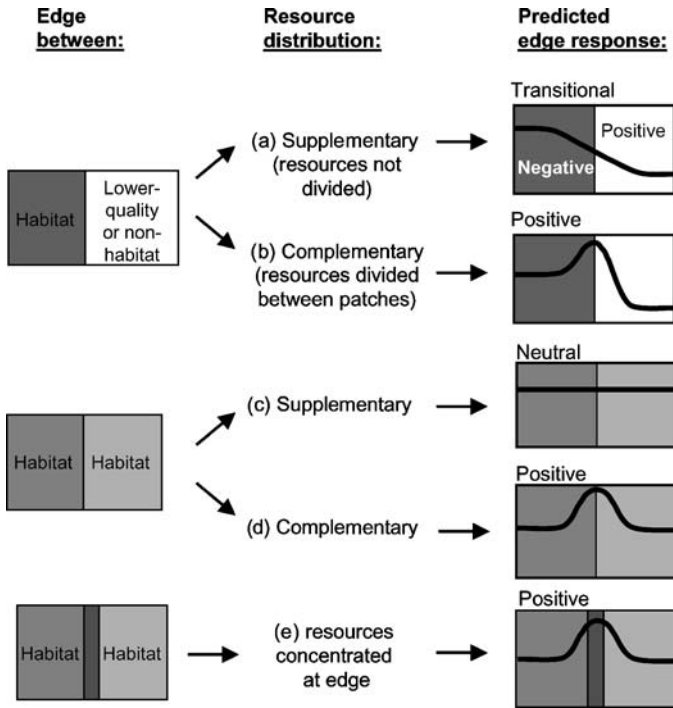 Edge
between:
Resource
distribution:
Predicted
edge response:
Habitat
Lower-
quality
or non-
habitat
(a) Supplementary
(resources not
divided)
Transitional
Positive
Negative
(b) Complementary
(resources divided
between patches)
Positive
Habitat
Habitat
(c) Supplementary
Neutral
(d) Complementary
Positive
Habitat
Habitat
(e) resources
concentrated
at edge
Positive